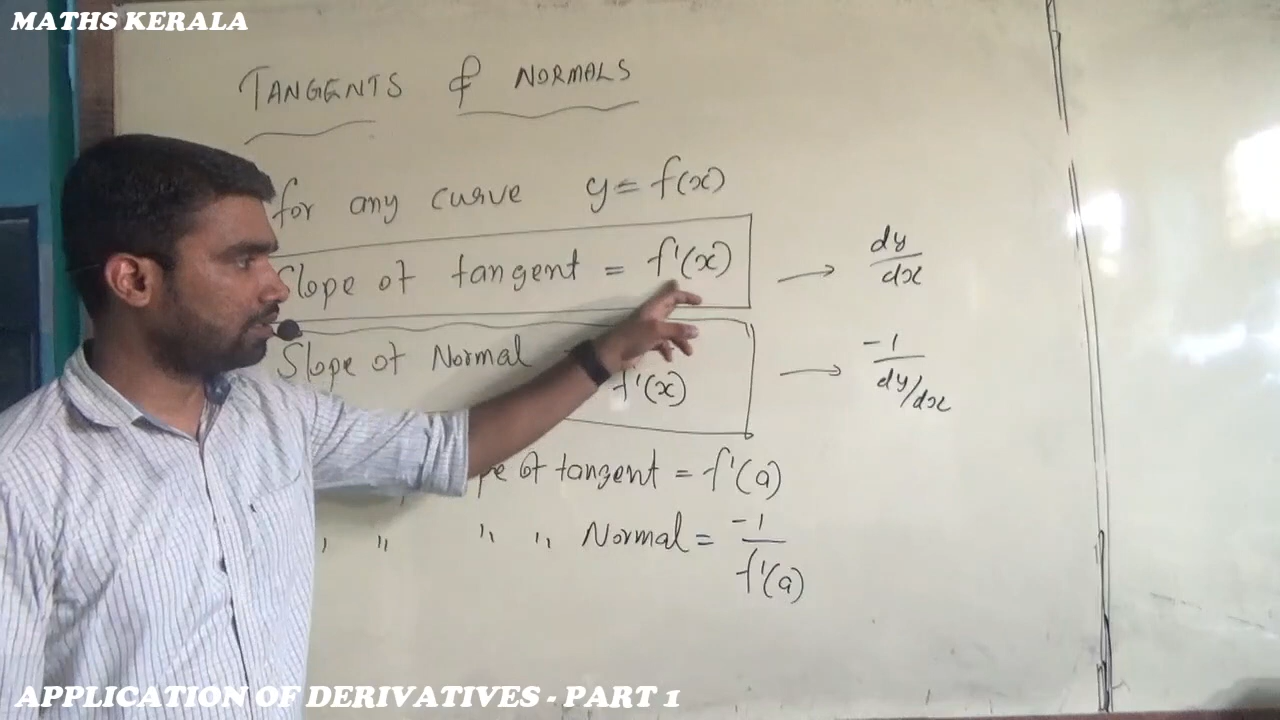 MATHS KERALA
TANGENTS & NORMALS
for any curve y = f(x)
Slope of tangent = f'(x) → dy/dx
Slope of Normal f'(x) → -1/dy/dx
of tangent = f'(a)
" " " Normal = -1/f'(a)
APPLICATION OF DERIVATIVES - PART 1